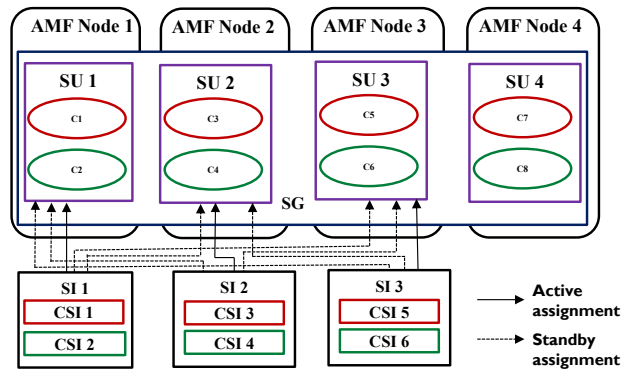 AMF Node 1 AMF Node 2 AMF Node 3 AMF Node 4
SU 1 SU 2 SU 3 SU 4
C1 C3 C5 C7
C2 C4 C6 C8
SG
SI 1 SI 2 SI 3
CSI 1 CSI 3 CSI 5
CSI 2 CSI 4 CSI 6
Active
assignment
Standby
assignment